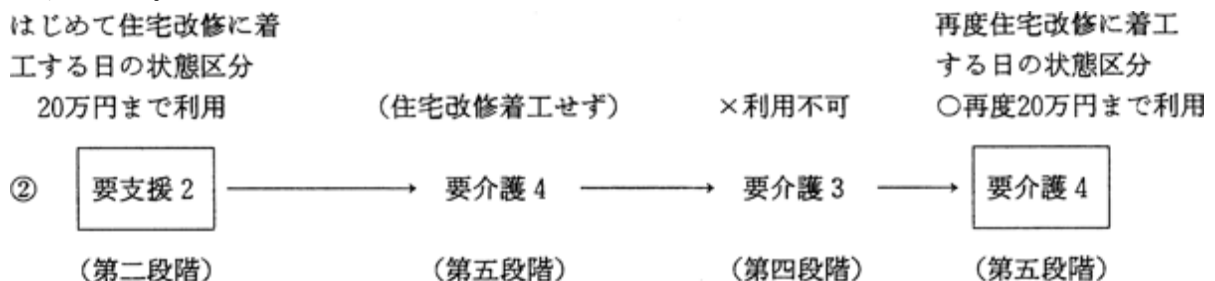 はじめて住宅改修に着
工する日の状態区分
20万円まで利用
(住宅改修着工せず)
×利用不可
再度住宅改修に着工
する日の状態区分
○再度20万円まで利用
② 要支援2 → 要介護4 → 要介護3 → 要介護4
(第二段階) (第五段階) (第四段階) (第五段階)